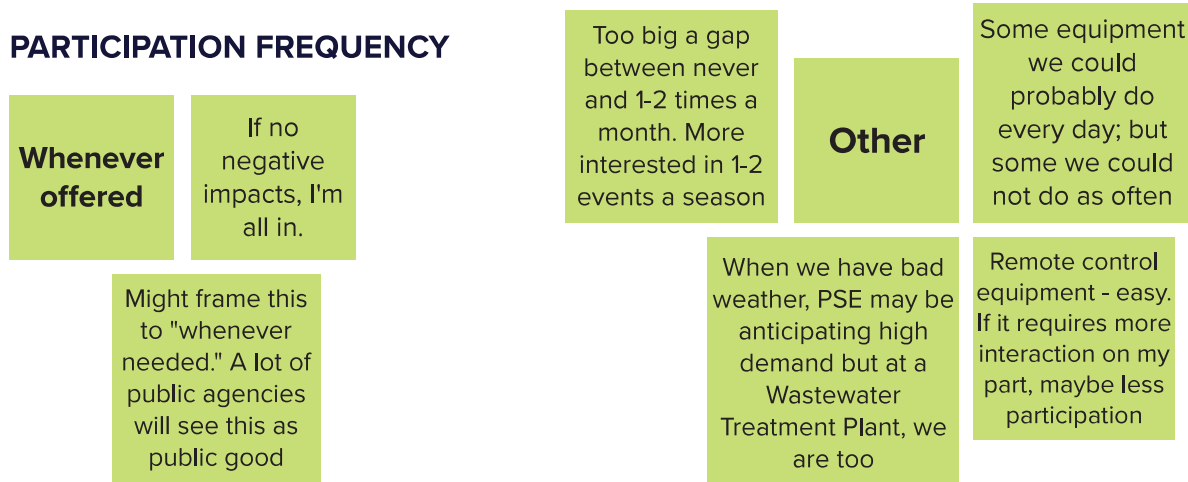 PARTICIPATION FREQUENCY
Whenever
offered
If no
negative
impacts, I'm
all in.
Might frame this
to "whenever
needed." A lot of
public agencies
will see this as
public good
Too big a gap
between never
and 1-2 times a
month. More
interested in 1-2
events a season
Other
Some equipment
we could
probably do
every day; but
some we could
not do as often
When we have bad
weather, PSE may be
anticipating high
demand but at a
Wastewater
Treatment Plant, we
are too
Remote control
equipment - easy.
If it requires more
interaction on my
part, maybe less
participation